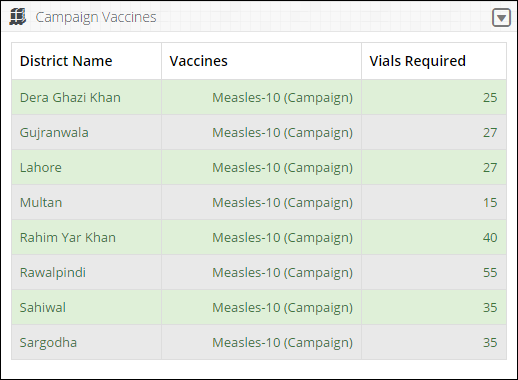 Campaign Vaccines
District Name Vaccines Vials Required
Dera Ghazi Khan Measles-10 (Campaign) 25
Gujranwala Measles-10 (Campaign) 27
Lahore Measles-10 (Campaign) 27
Multan Measles-10 (Campaign) 15
Rahim Yar Khan Measles-10 (Campaign) 40
Rawalpindi Measles-10 (Campaign) 55
Sahiwal Measles-10 (Campaign) 35
Sargodha Measles-10 (Campaign) 35